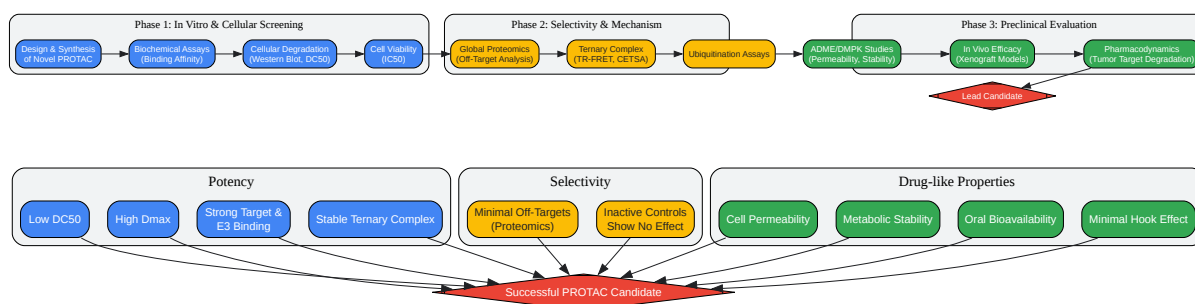 Phase 1: In Vitro & Cellular Screening
Phase 2: Selectivity & Mechanism
Phase 3: Preclinical Evaluation
Design & Synthesis
of Novel PROTAC
Biochemical Assays
(Binding Affinity)
Cellular Degradation
(Western Blot, DC50)
Cell Viability
(IC50)
Global Proteomics
(Off-Target Analysis)
Ternary Complex
(TR-FRET, CETSA)
Ubiquitination Assays
ADME/DMPK Studies
(Permeability, Stability)
In Vivo Efficacy
(Xenograft Models)
Pharmacodynamics
(Tumor Target Degradation)
Lead Candidate
Potency
Selectivity
Drug-like Properties
Low DC50
High Dmax
Strong Target &
E3 Binding
Stable Ternary Complex
Minimal Off-Targets
(Proteomics)
Inactive Controls
Show No Effect
Cell Permeability
Metabolic Stability
Oral Bioavailability
Minimal Hook Effect
Successful PROTAC Candidate